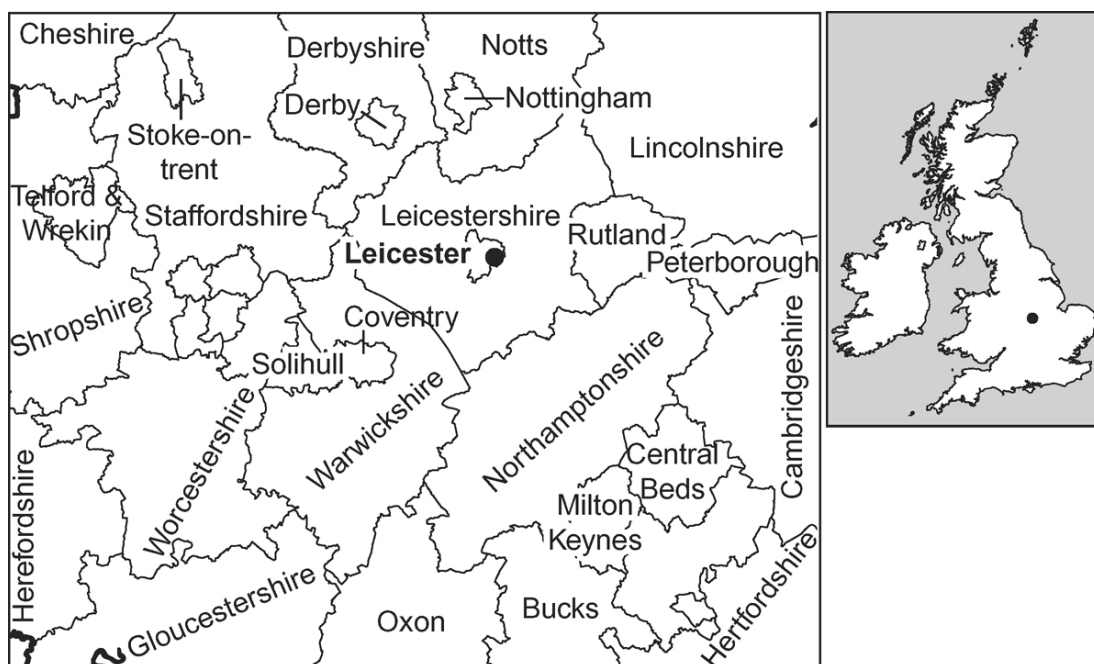 Cheshire
Derbyshire
Notts
Derby
Nottingham
Stoke-on-
trent
Lincolnshire
Telford &
Wrekin
Staffordshire
Leicestershire
Rutland
Leicester
Peterborough
Shropshire
Coventry
Solihull
Cambridgeshire
Warwickshire
Northamptonshire
Worcestershire
Central
Beds
Herefordshire
Milton
Keynes
Gloucestershire
Oxon
Bucks
Hertfordshire